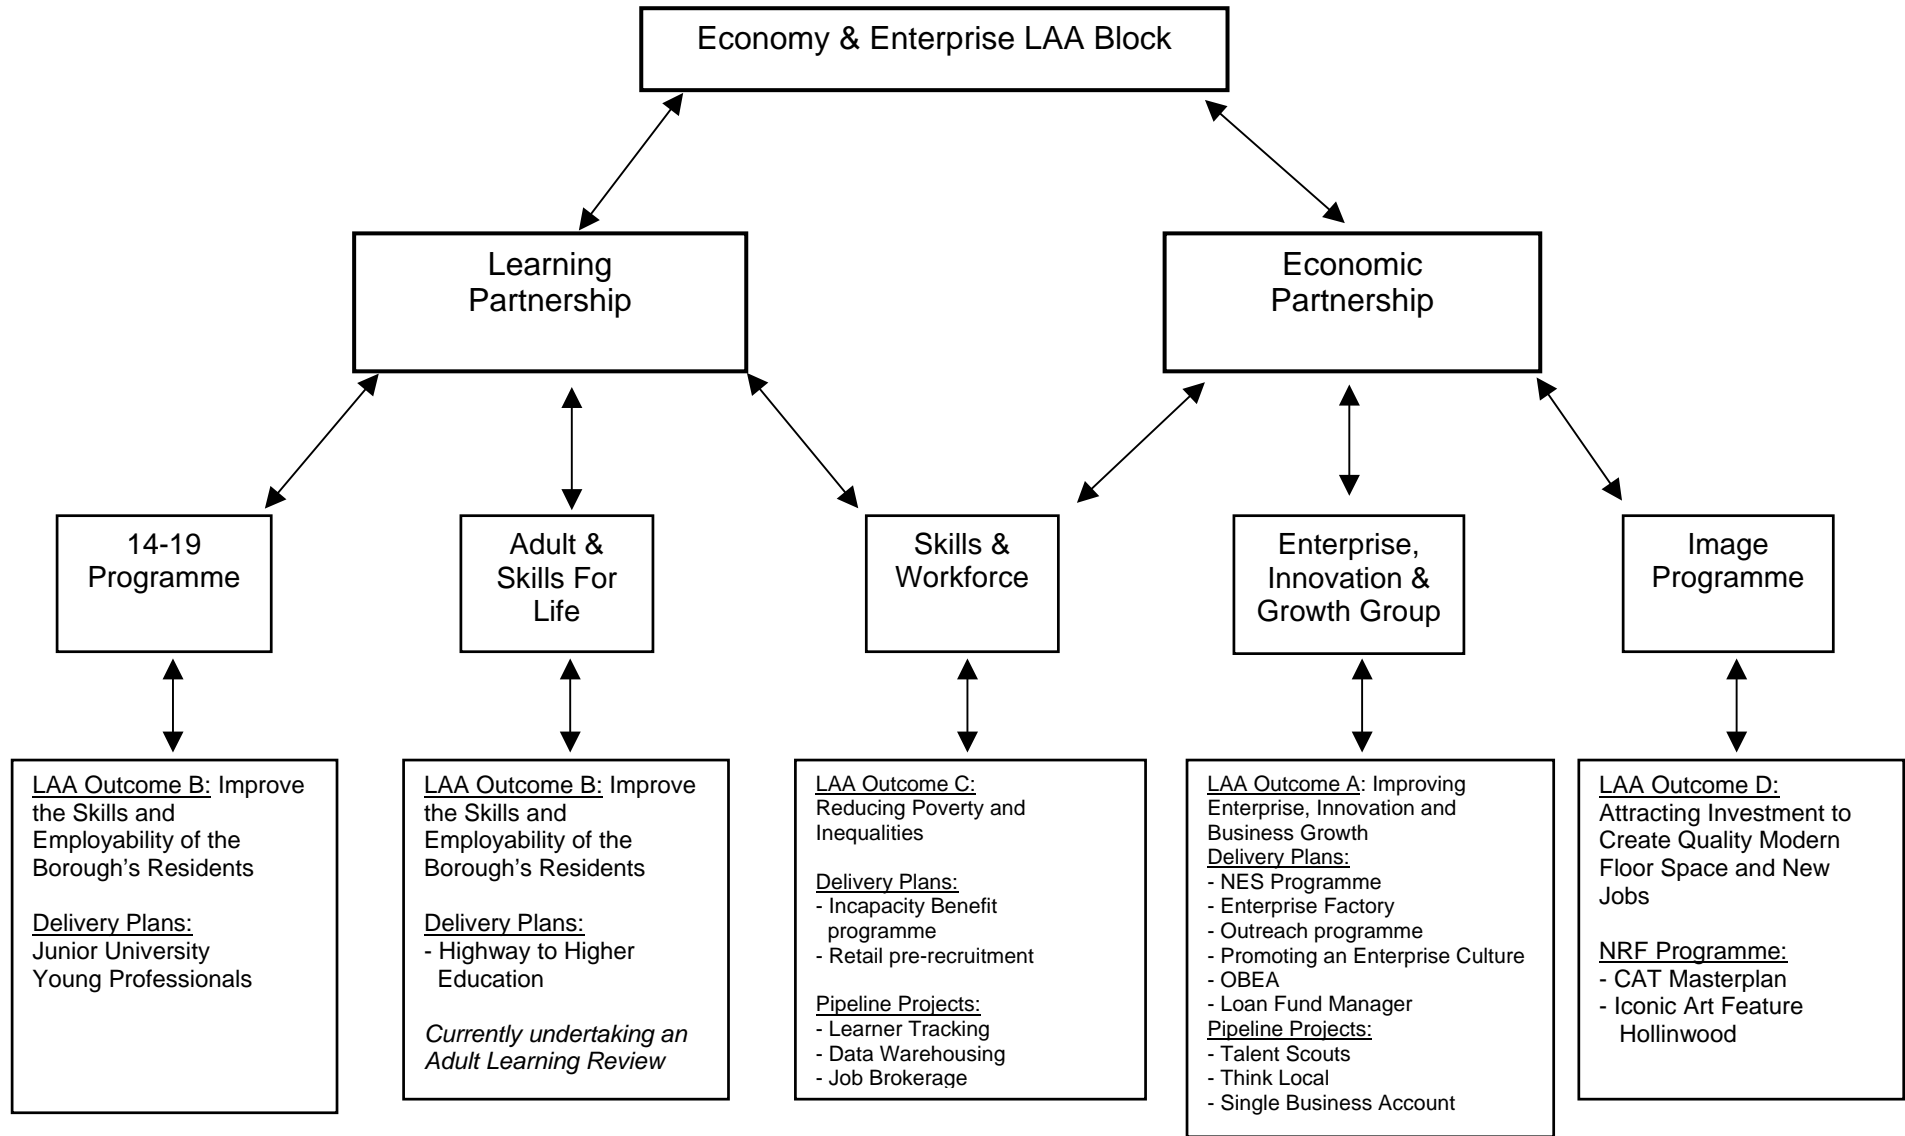 Economy & Enterprise LAA Block
Learning
Partnership
Economic
Partnership
14-19
Programme
Adult &
Skills For
Life
Skills &
Workforce
Enterprise,
Innovation &
Growth Group
Image
Programme
LAA Outcome B: Improve
the Skills and
Employability of the
Borough’s Residents
Delivery Plans:
Junior University
Young Professionals
LAA Outcome B: Improve
the Skills and
Employability of the
Borough’s Residents
Delivery Plans:
- Highway to Higher
Education
Currently undertaking an
Adult Learning Review
LAA Outcome C:
Reducing Poverty and
Inequalities
Delivery Plans:
- Incapacity Benefit
programme
- Retail pre-recruitment
Pipeline Projects:
- Learner Tracking
- Data Warehousing
- Job Brokerage
LAA Outcome A: Improving
Enterprise, Innovation and
Business Growth
Delivery Plans:
- NES Programme
- Enterprise Factory
- Outreach programme
- Promoting an Enterprise Culture
- OBEA
- Loan Fund Manager
Pipeline Projects:
- Talent Scouts
- Think Local
- Single Business Account
LAA Outcome D:
Attracting Investment to
Create Quality Modern
Floor Space and New
Jobs
NRF Programme:
- CAT Masterplan
- Iconic Art Feature
Hollinwood